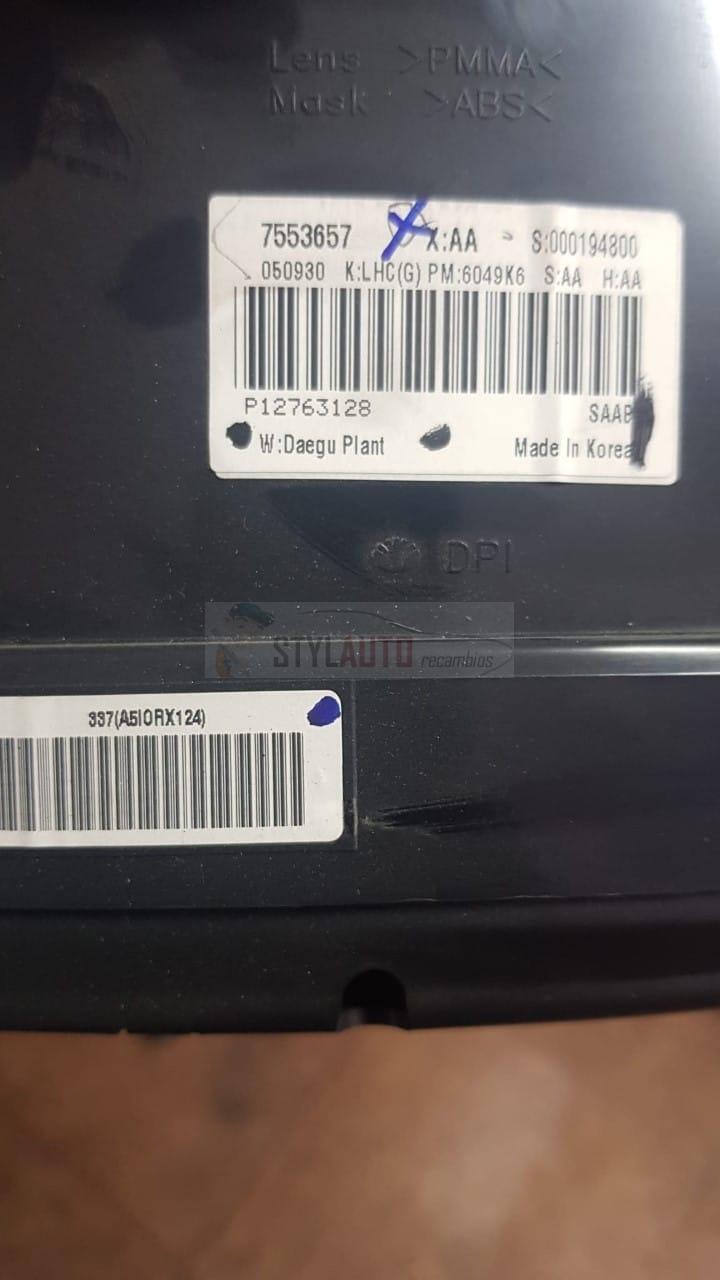 Lens >PMMA<
Mask >ABS<
7553657 X:AA S:000194800
050930 K:LHC(G) PM:6049K6 S:AA H:AA
P12763128 SAAB
W:Daegu Plant Made In Korea
DPI
STYLAUTO recambios
337(A5I0RX124)